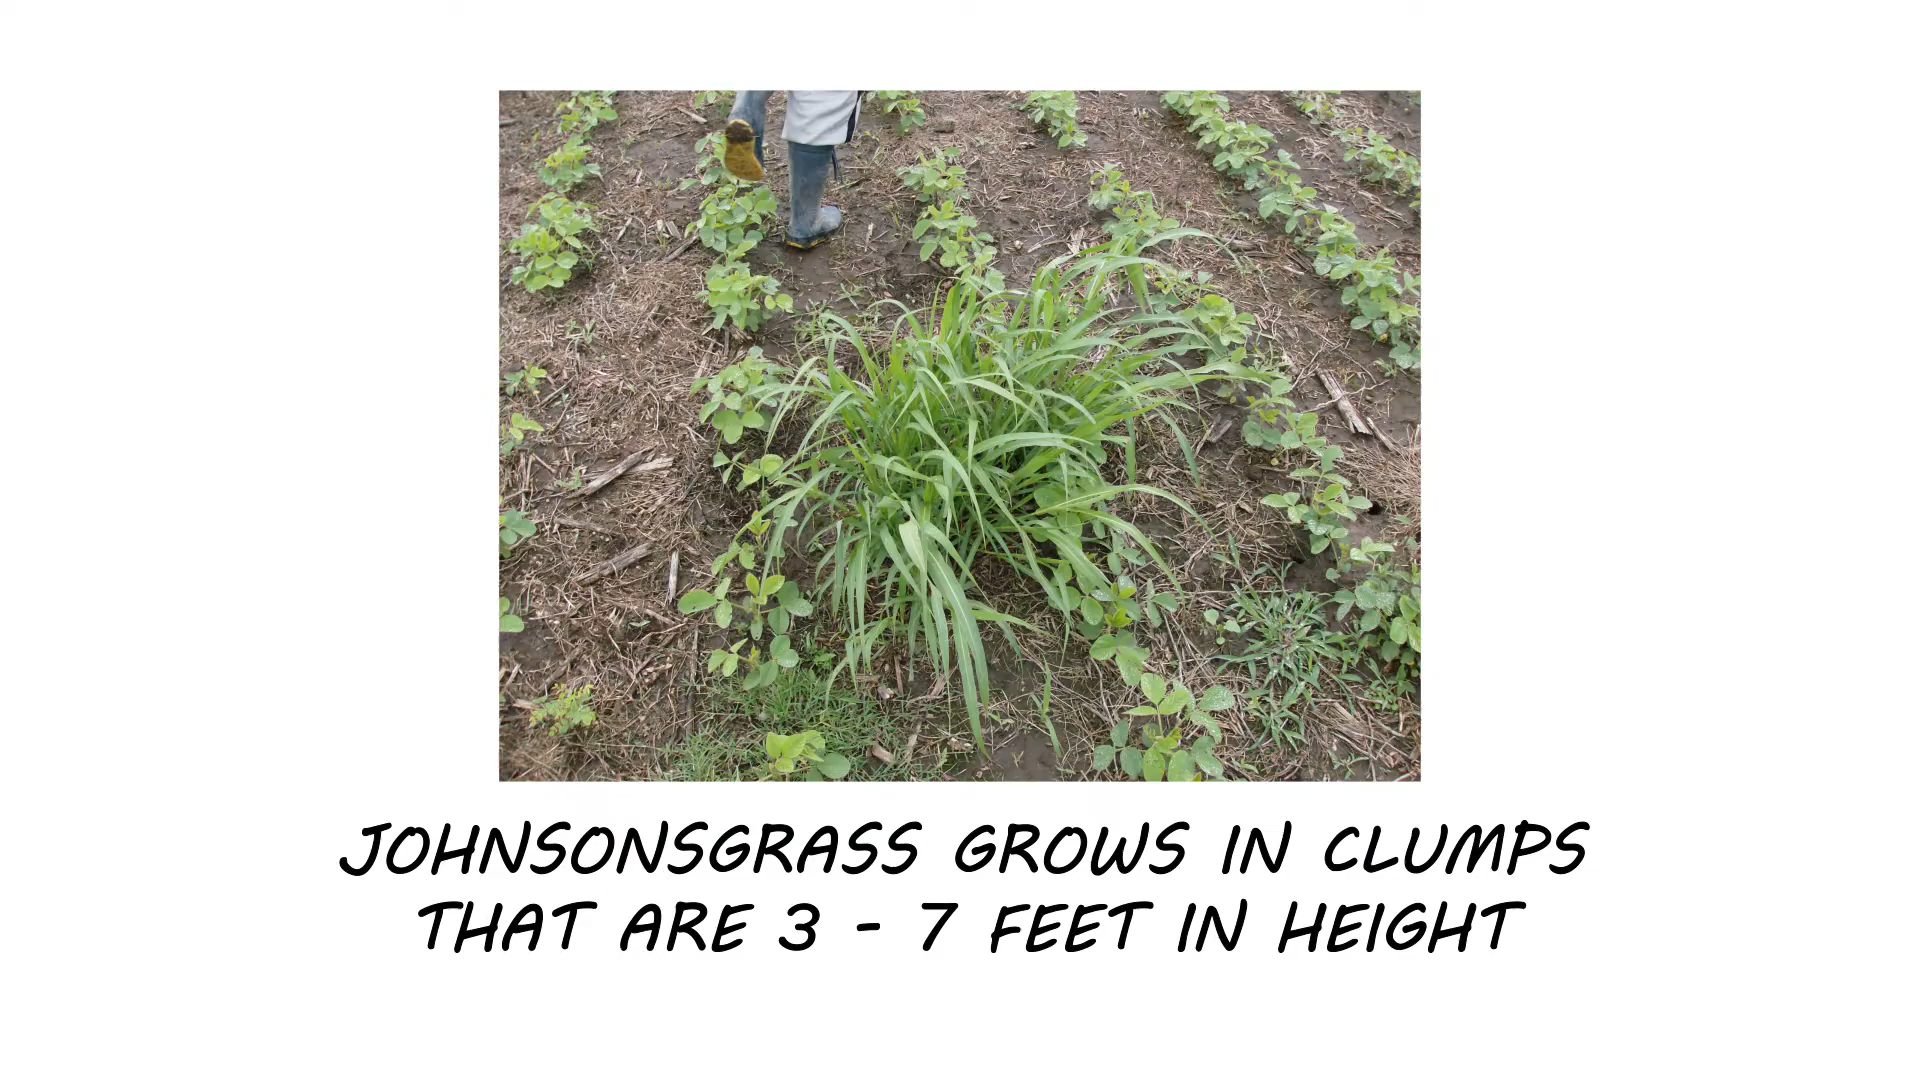 JOHNSONSGRASS GROWS IN CLUMPS
THAT ARE 3 - 7 FEET IN HEIGHT